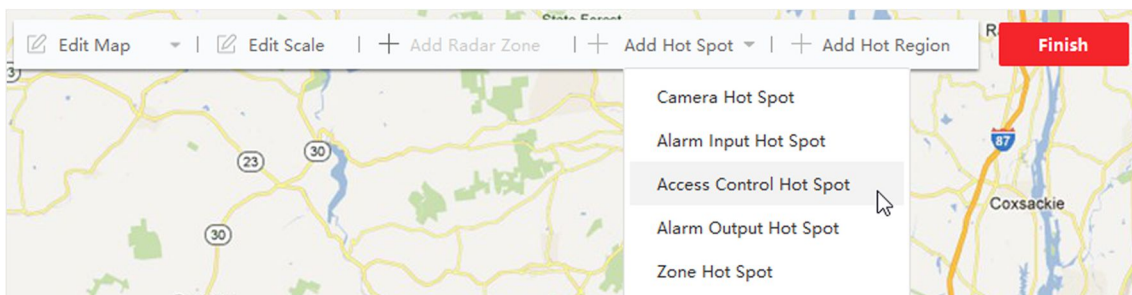 State Forest
Edit Map | Edit Scale | Add Radar Zone | Add Hot Spot | Add Hot Region
Finish
Camera Hot Spot
Alarm Input Hot Spot
87
30
23
Access Control Hot Spot
Coxsackie
Alarm Output Hot Spot
30
Zone Hot Spot